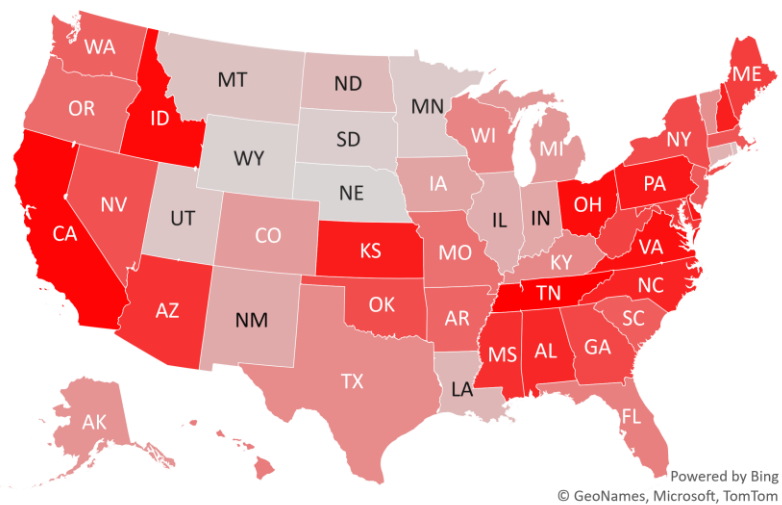 WA
MT
ND
MN
ME
OR
ID
SD
WI
MI
NY
WY
NE
IA
PA
NV
UT
CO
IL
IN
OH
CA
KS
MO
KY
VA
AZ
NM
OK
AR
TN
NC
TX
LA
MS
AL
GA
SC
AK
FL
Powered by Bing
© GeoNames, Microsoft, TomTom